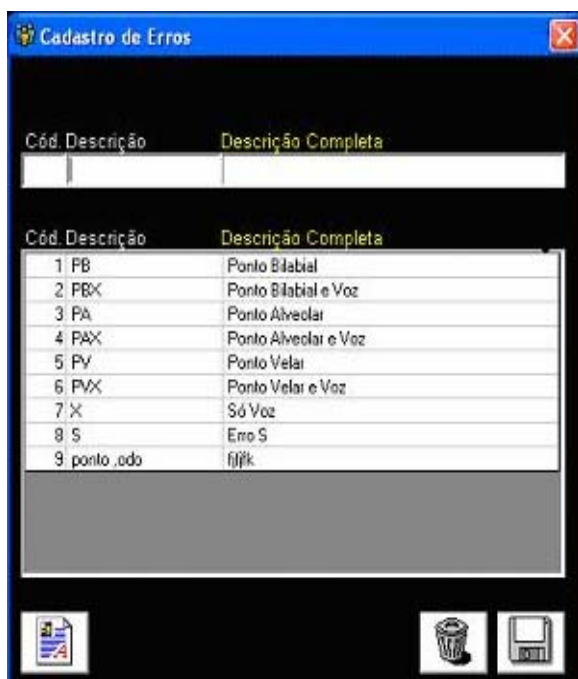 Cadastro de Erros
Cód. Descrição Descrição Completa
Cód. Descrição Descrição Completa
1 PB Ponto Bilabial
2 PBX Ponto Bilabial e Voz
3 PA Ponto Alveolar
4 PAX Ponto Alveolar e Voz
5 PV Ponto Velar
6 PVX Ponto Velar e Voz
7 X Só Voz
8 S Erro S
9 ponto ,odo